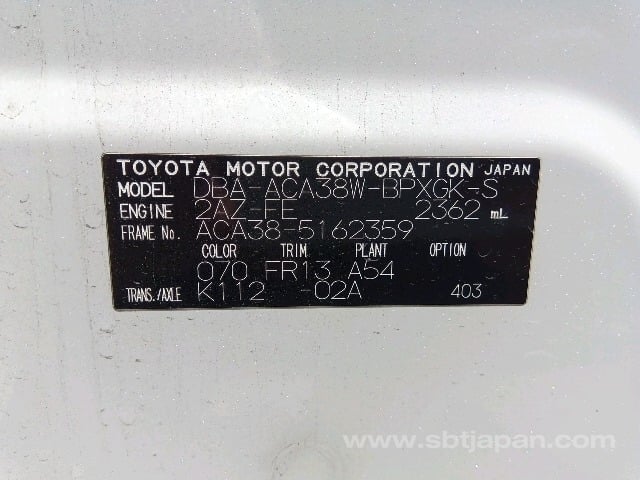 TOYOTA MOTOR CORPORATION JAPAN
MODEL DBA-ACA38W-BPXGK-S
ENGINE 2AZ-FE 2362 mL
FRAME No. ACA38-5162359
COLOR TRIM PLANT OPTION
070 FR13 A54
TRANS./AXLE K112 -02A 403
www.sbtjapan.com